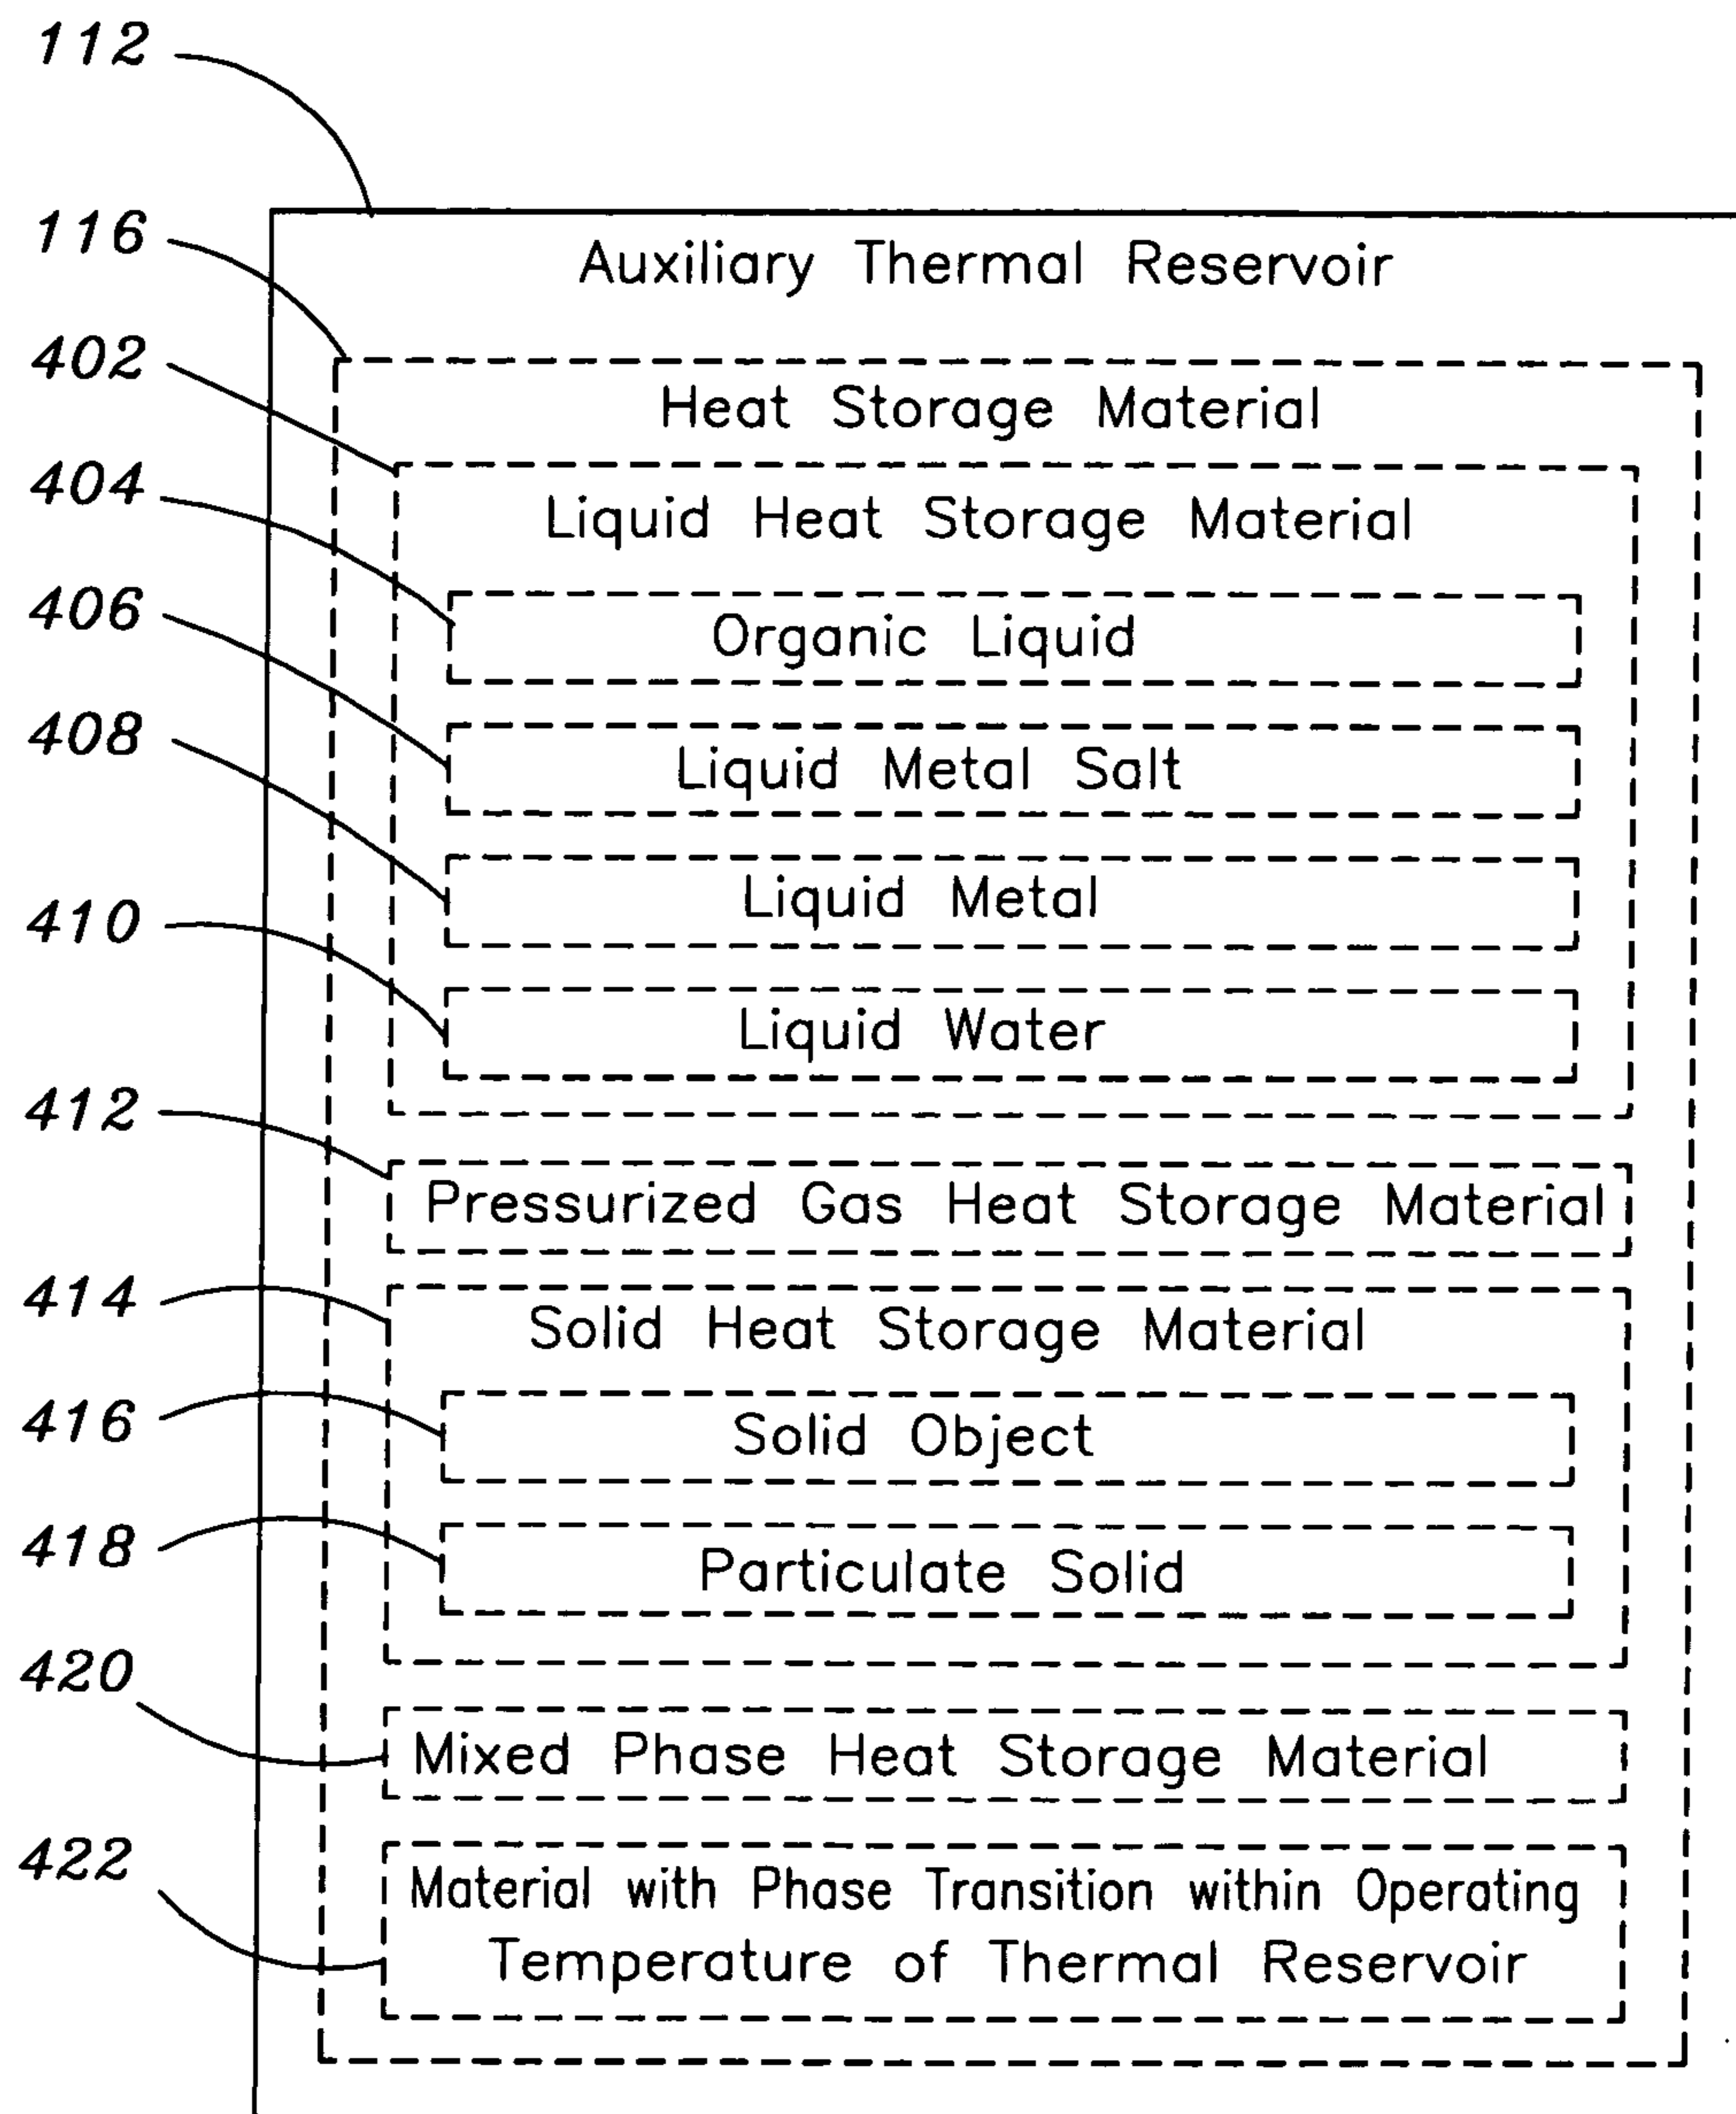 112
116
Auxiliary Thermal Reservoir
402
Heat Storage Material
404
Liquid Heat Storage Material
406
Organic Liquid
408
Liquid Metal Salt
410
Liquid Metal
Liquid Water
412
Pressurized Gas Heat Storage Material
414
Solid Heat Storage Material
416
Solid Object
418
Particulate Solid
420
Mixed Phase Heat Storage Material
422
Material with Phase Transition within Operating
Temperature of Thermal Reservoir